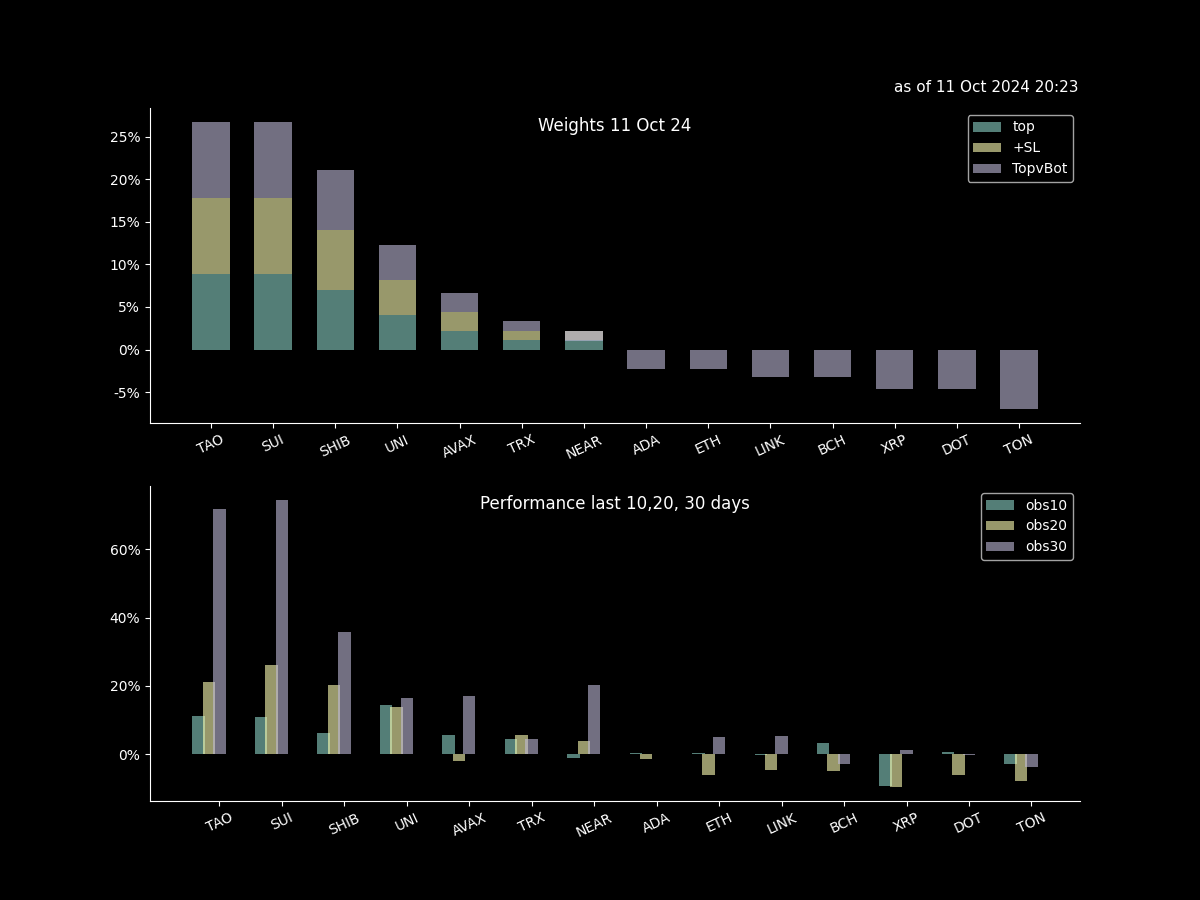 as of 11 Oct 2024 20:23
Weights 11 Oct 24
top
+SL
TopvBot
25%
20%
15%
10%
5%
0%
-5%
TAO SUI SHIB UNI AVAX TRX NEAR ADA ETH LINK BCH XRP DOT TON
Performance last 10,20, 30 days
obs10
obs20
obs30
60%
40%
20%
0%
TAO SUI SHIB UNI AVAX TRX NEAR ADA ETH LINK BCH XRP DOT TON